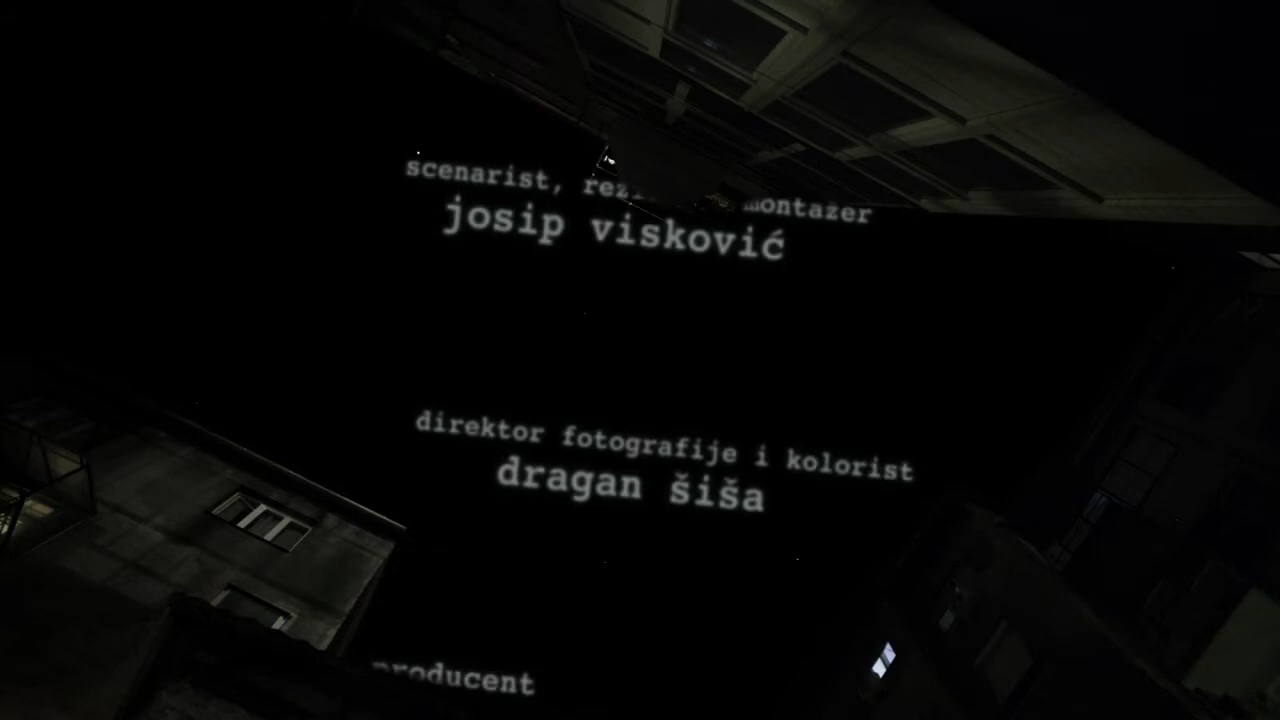 scenarist, montazer
josip visković
direktor fotografije i kolorist
dragan šiša
producent